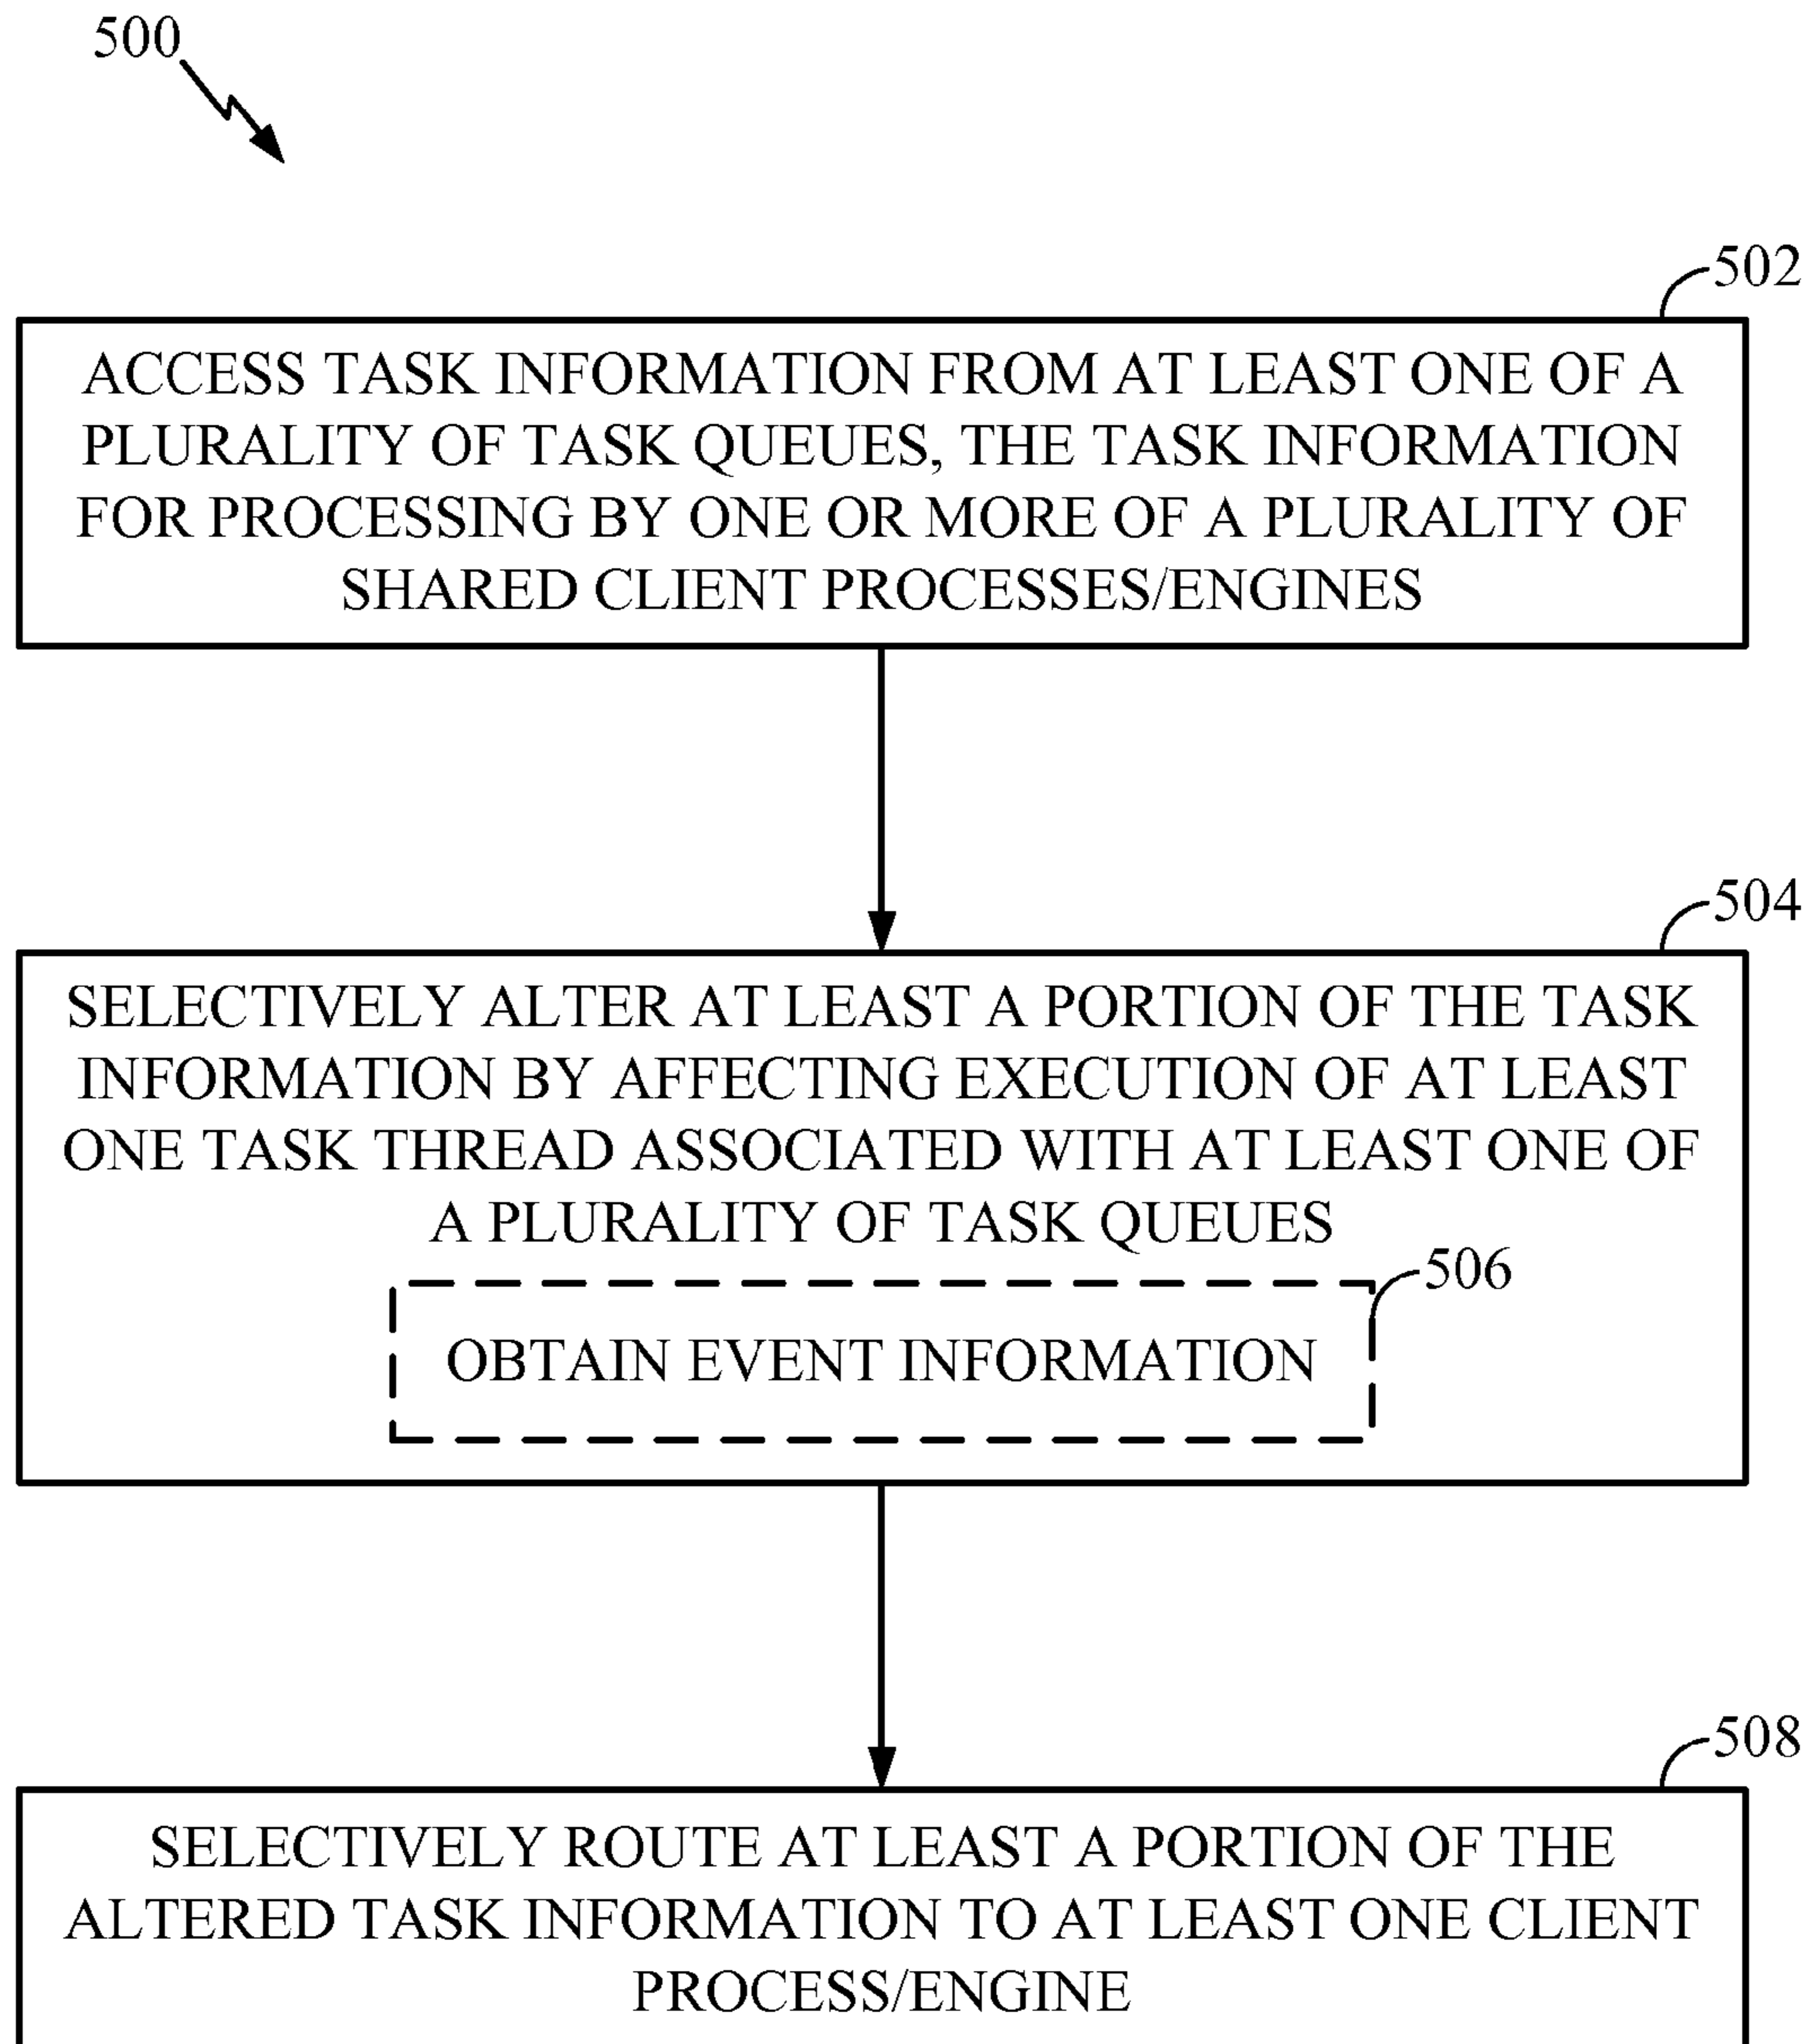 500
502
ACCESS TASK INFORMATION FROM AT LEAST ONE OF A
PLURALITY OF TASK QUEUES, THE TASK INFORMATION
FOR PROCESSING BY ONE OR MORE OF A PLURALITY OF
SHARED CLIENT PROCESSES/ENGINES
504
SELECTIVELY ALTER AT LEAST A PORTION OF THE TASK
INFORMATION BY AFFECTING EXECUTION OF AT LEAST
ONE TASK THREAD ASSOCIATED WITH AT LEAST ONE OF
A PLURALITY OF TASK QUEUES
506
OBTAIN EVENT INFORMATION
508
SELECTIVELY ROUTE AT LEAST A PORTION OF THE
ALTERED TASK INFORMATION TO AT LEAST ONE CLIENT
PROCESS/ENGINE